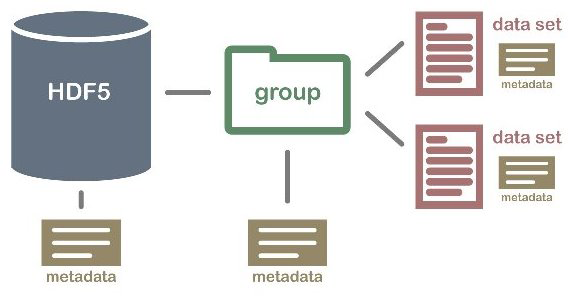 HDF5
group
data set
metadata
data set
metadata
metadata
metadata